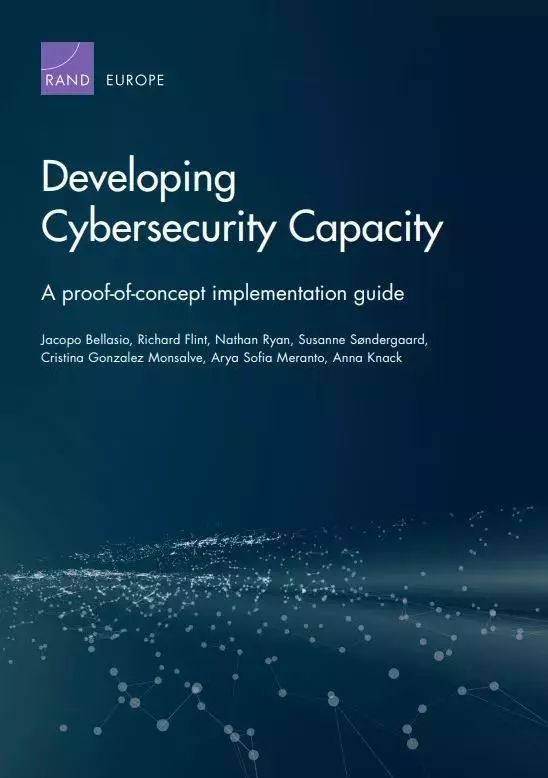 RAND EUROPE
Developing
Cybersecurity Capacity
A proof-of-concept implementation guide
Jacopo Bellasio, Richard Flint, Nathan Ryan, Susanne Søndergaard,
Cristina Gonzalez Monsalve, Arya Sofia Meranto, Anna Knack